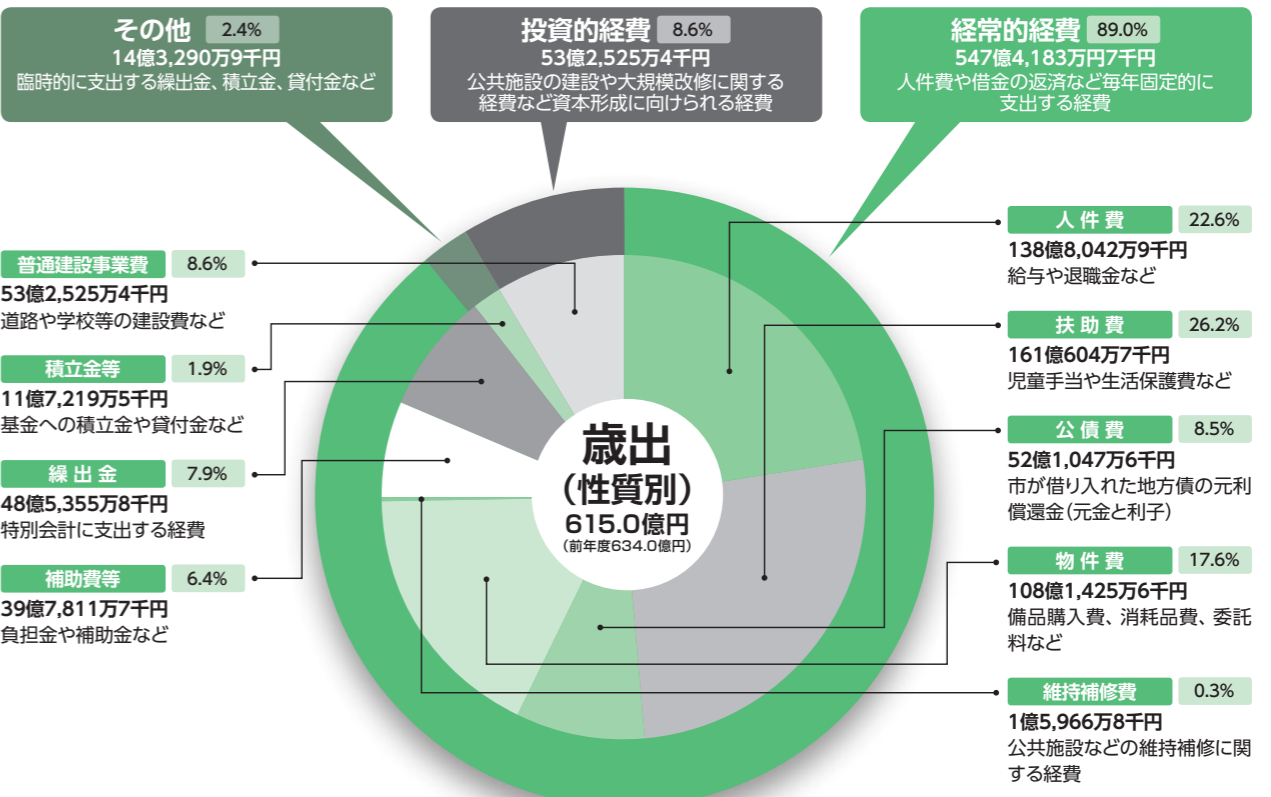 その他 2.4%
14億3,290万9千円
臨時的に支出する繰出金、積立金、貸付金など
投資的経費 8.6%
53億2,525万4千円
公共施設の建設や大規模改修に関する
経費など資本形成に向けられる経費
経常的経費 89.0%
547億4,183万円7千円
人件費や借金の返済など毎年固定的に
支出する経費
普通建設事業費 8.6%
53億2,525万4千円
道路や学校等の建設費など
積立金等 1.9%
11億7,219万5千円
基金への積立金や貸付金など
繰出金 7.9%
48億5,355万8千円
特別会計に支出する経費
補助費等 6.4%
39億7,811万7千円
負担金や補助金など
歳出
(性質別)
615.0億円
(前年度634.0億円)
人件費 22.6%
138億8,042万9千円
給与や退職金など
扶助費 26.2%
161億604万7千円
児童手当や生活保護費など
公債費 8.5%
52億1,047万6千円
市が借り入れた地方債の元利
償還金(元金と利子)
物件費 17.6%
108億1,425万6千円
備品購入費、消耗品費、委託
料など
維持補修費 0.3%
1億5,966万8千円
公共施設などの維持補修に関
する経費